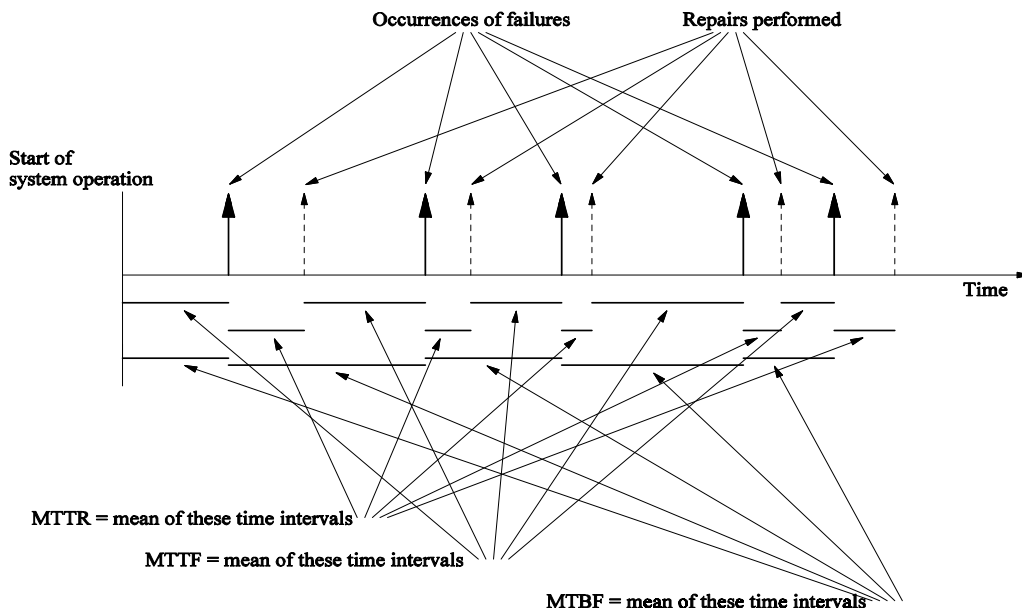 Occurrences of failures
Repairs performed
Start of
system operation
Time
MTTR = mean of these time intervals
MTTF = mean of these time intervals
MTBF = mean of these time intervals